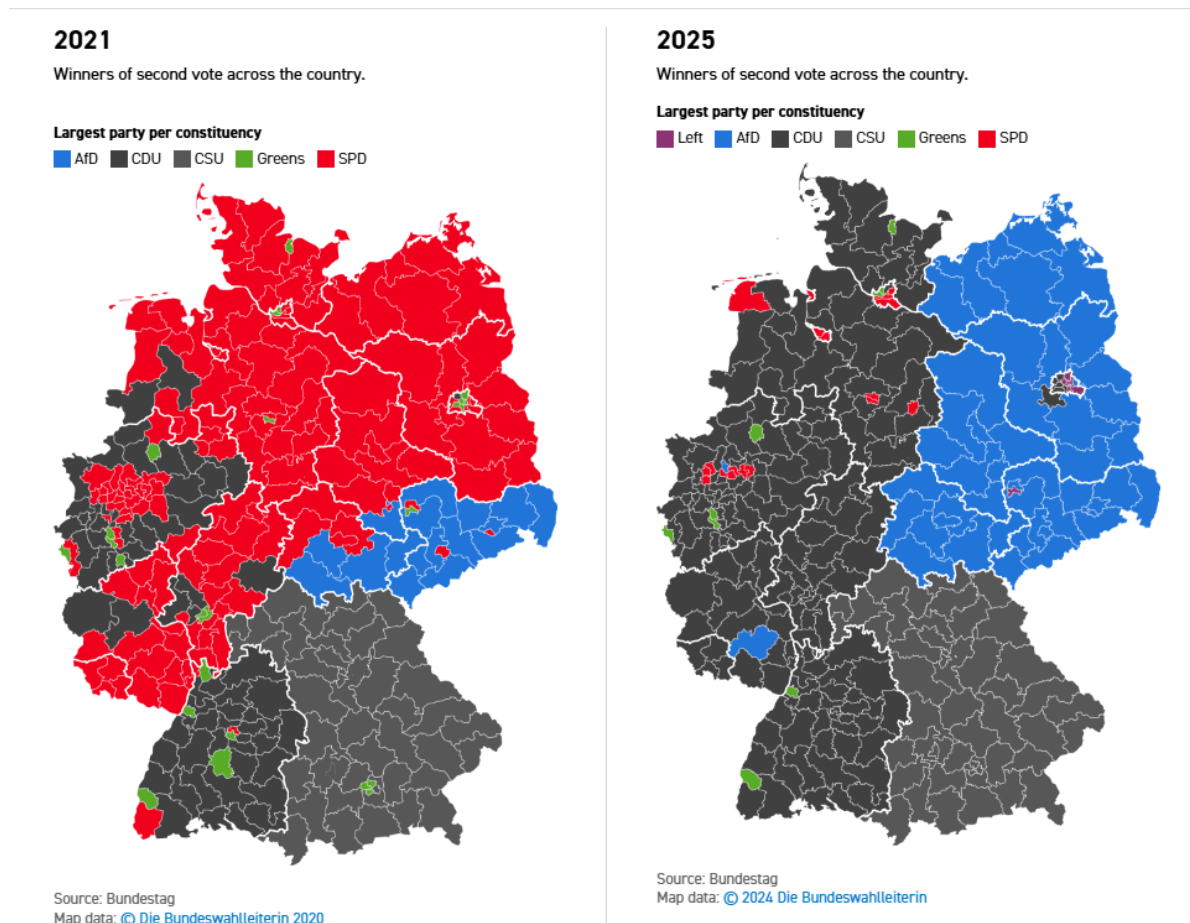 2021
Winners of second vote across the country.
Largest party per constituency
AfD CDU CSU Greens SPD
Source: Bundestag
Map data: © Die Bundeswahlleiterin 2020
2025
Winners of second vote across the country.
Largest party per constituency
Left AfD CDU CSU Greens SPD
Source: Bundestag
Map data: © 2024 Die Bundeswahlleiterin